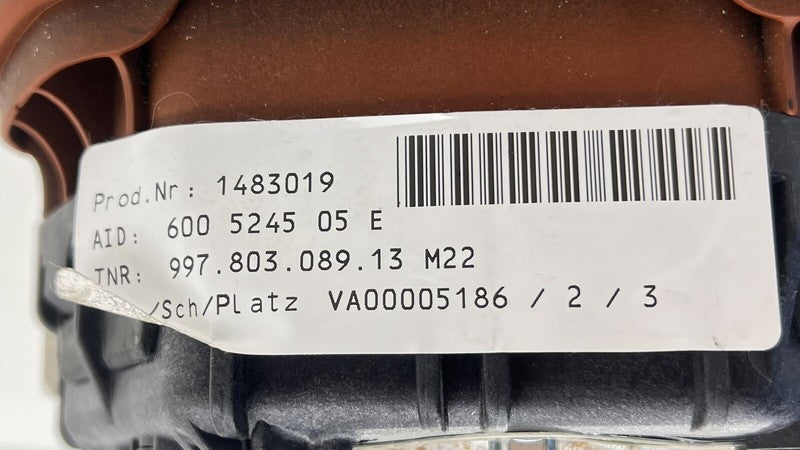 Prod.Nr: 1483019
AID: 600 5245 05 E
TNR: 997.803.089.13 M22
/Sch/Platz VA00005186 / 2 / 3